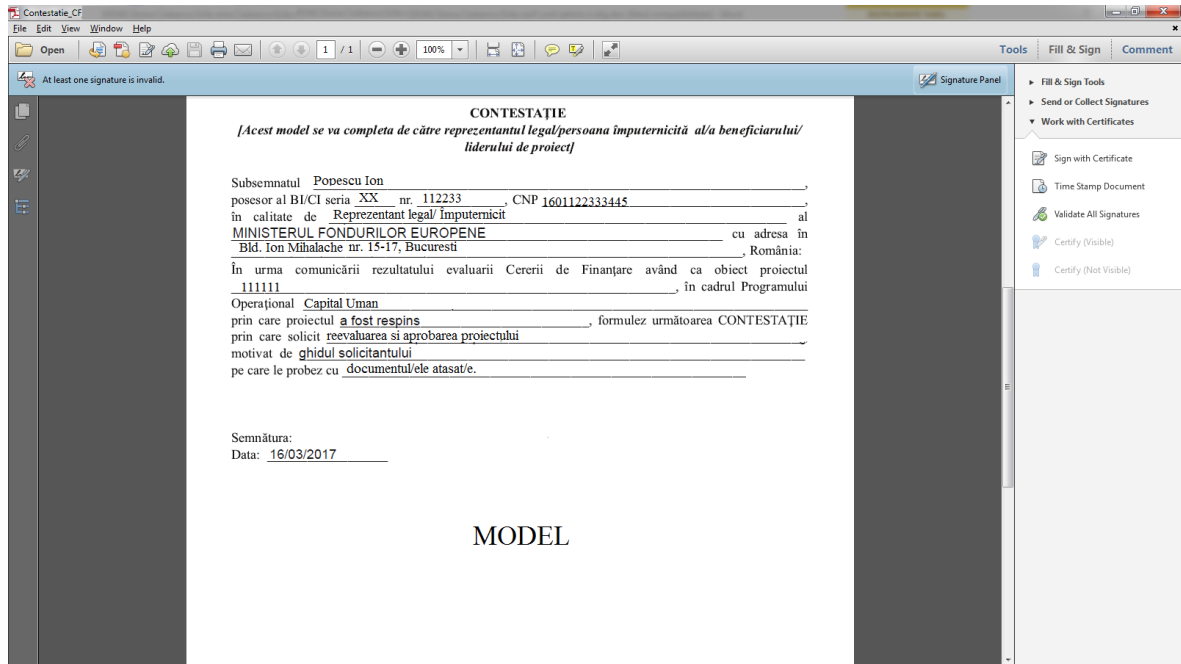 Contestatie_CF
File Edit View Window Help
Open 1 / 1 100% Tools Fill & Sign Comment
At least one signature is invalid. Signature Panel
Fill & Sign Tools
Send or Collect Signatures
Work with Certificates
Sign with Certificate
Time Stamp Document
Validate All Signatures
Certify (Visible)
Certify (Not Visible)
CONTESTAȚIE
[Acest model se va completa de către reprezentantul legal/persoana împuternicită al/a beneficiarului/
liderului de proiect]
Subsemnatul Popescu Ion,
posesor al BI/CI seria XX nr. 112233, CNP 1601122333445,
în calitate de Reprezentant legal/ Împuternicit al
MINISTERUL FONDURILOR EUROPENE cu adresa în
Bld. Ion Mihalache nr. 15-17, Bucuresti, România:
În urma comunicării rezultatului evaluarii Cererii de Finanțare având ca obiect proiectul
111111, în cadrul Programului
Operațional Capital Uman
prin care proiectul a fost respins, formulez următoarea CONTESTAȚIE
prin care solicit reevaluarea si aprobarea proiectului
motivat de ghidul solicitantului
pe care le probez cu documentul/ele atasat/e.
Semnătura:
Data: 16/03/2017
MODEL